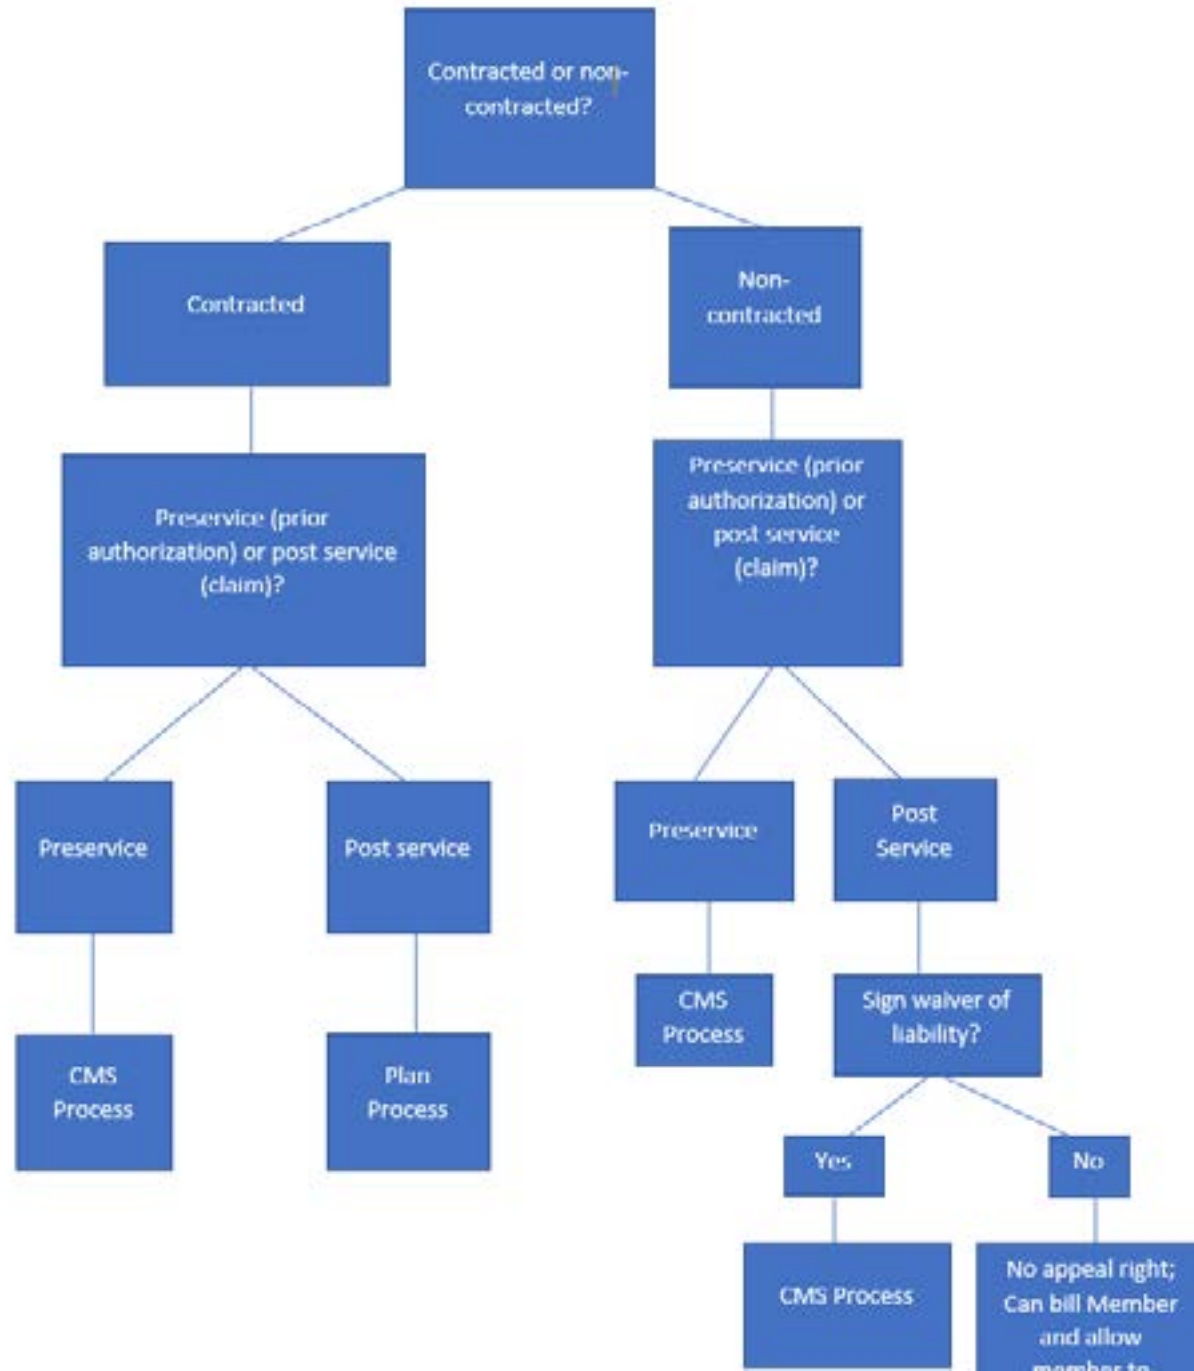 Contracted or non-
contracted?
Contracted
Non-
contracted
Preservice (prior
authorization) or post service
(claim)?
Preservice (prior
authorization) or
post service
(claim)?
Preservice
Post service
Preservice
Post
Service
CMS
Process
Plan
Process
CMS
Process
Sign waiver of
liability?
Yes
No
CMS Process
No appeal right;
Can bill Member
and allow
member to